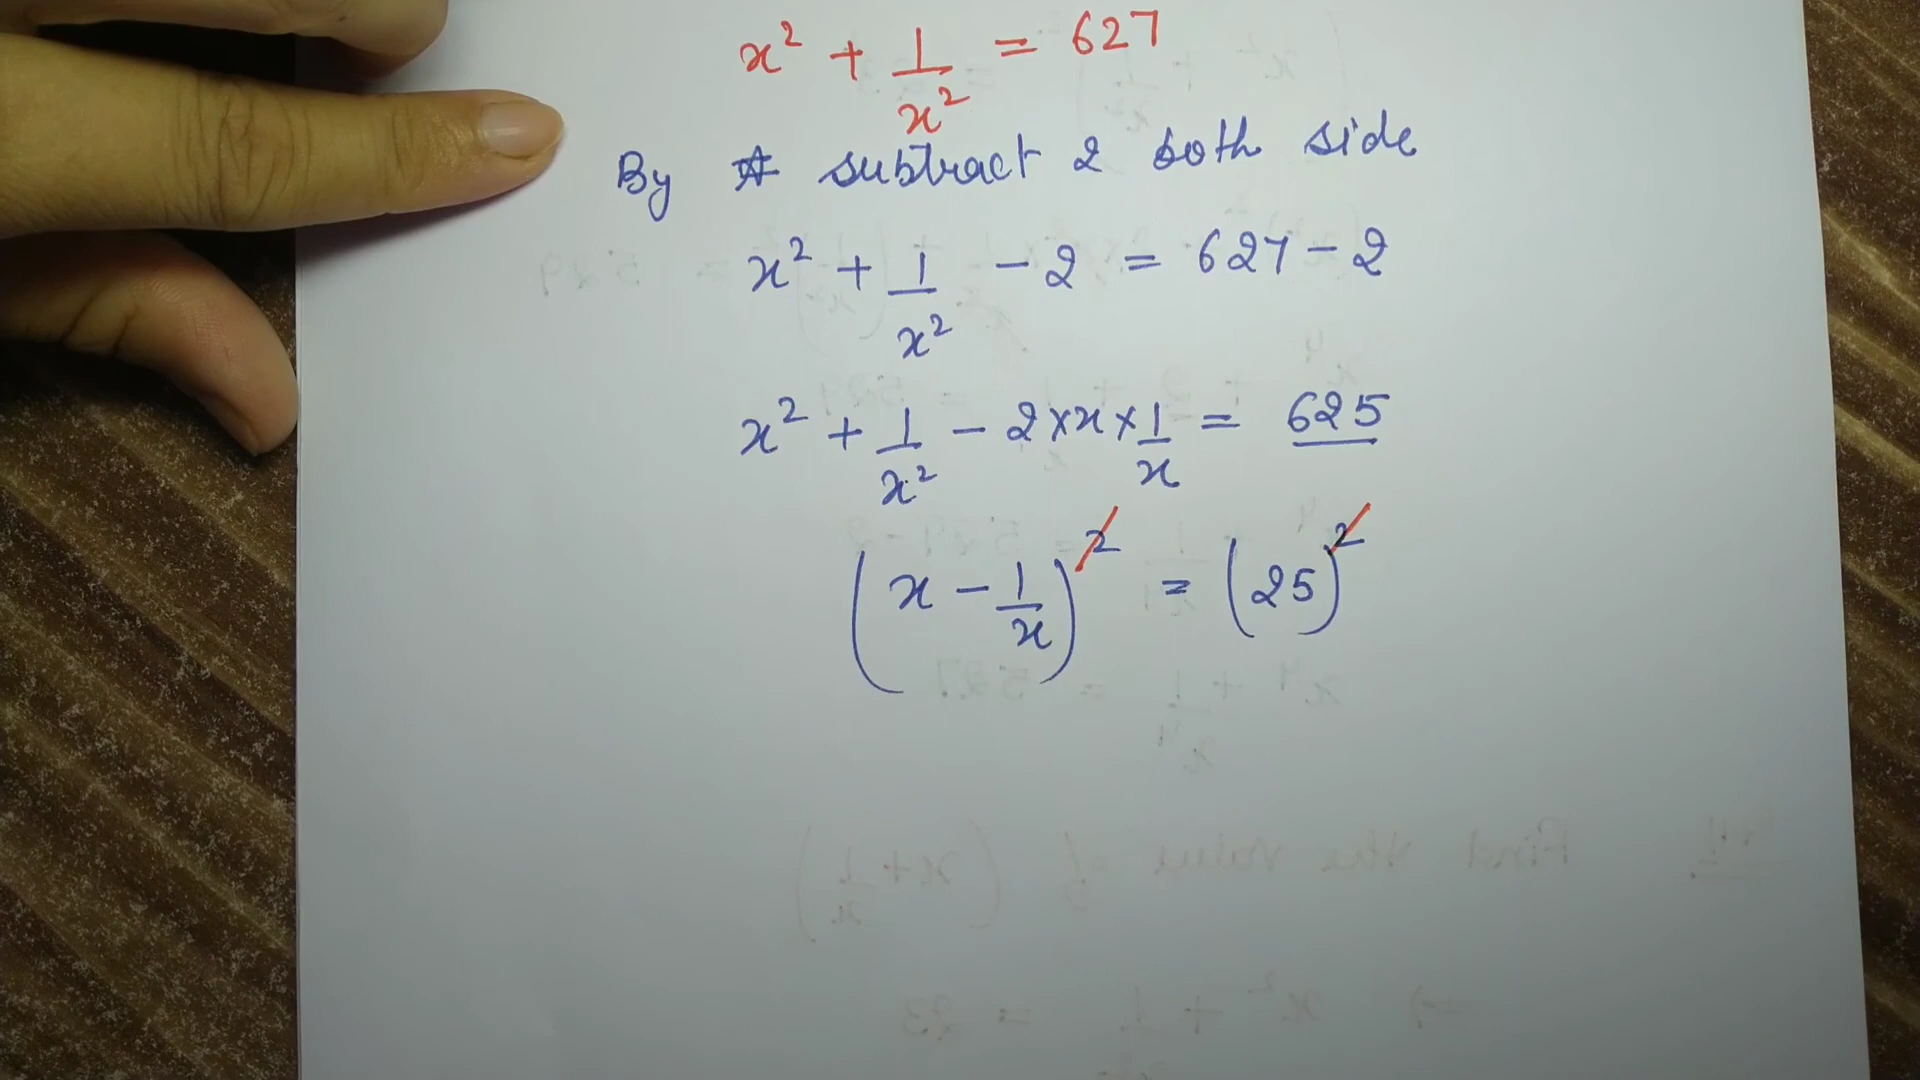 x² + 1/x² = 627
By subtract 2 both side
x² + 1/x² - 2 = 627 - 2
x² + 1/x² - 2 × x × 1/x = 625
(x - 1/x)² = (25)²